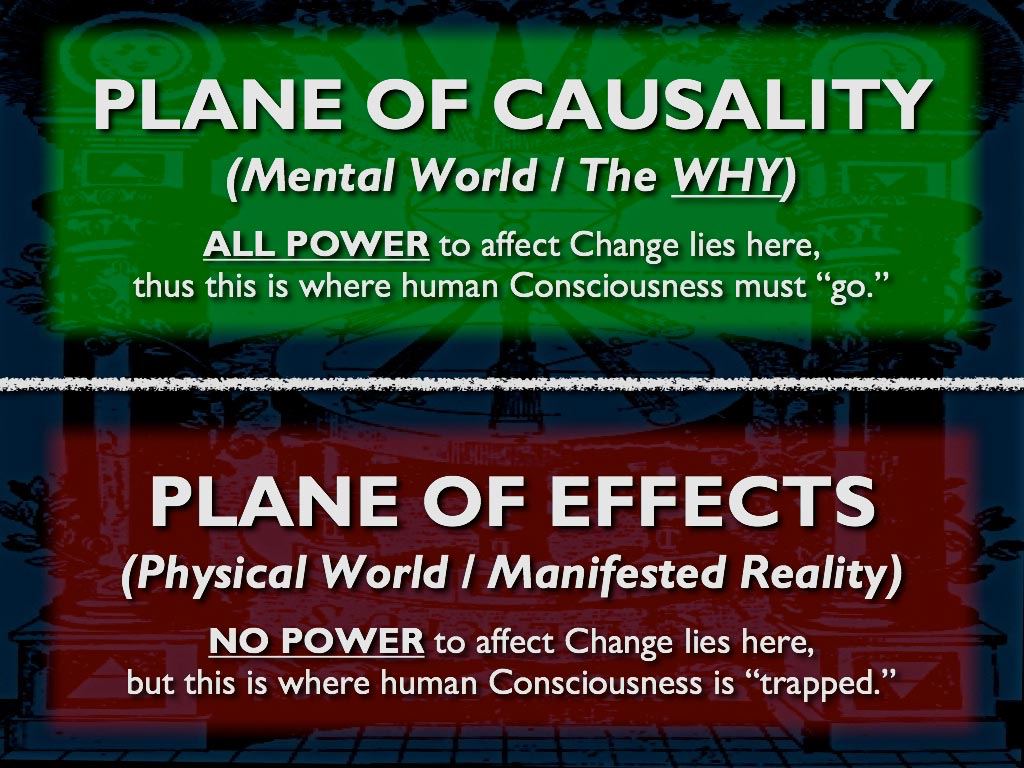 PLANE OF CAUSALITY
(Mental World / The WHY)
ALL POWER to affect Change lies here,
thus this is where human Consciousness must “go.”
PLANE OF EFFECTS
(Physical World / Manifested Reality)
NO POWER to affect Change lies here,
but this is where human Consciousness is “trapped.”